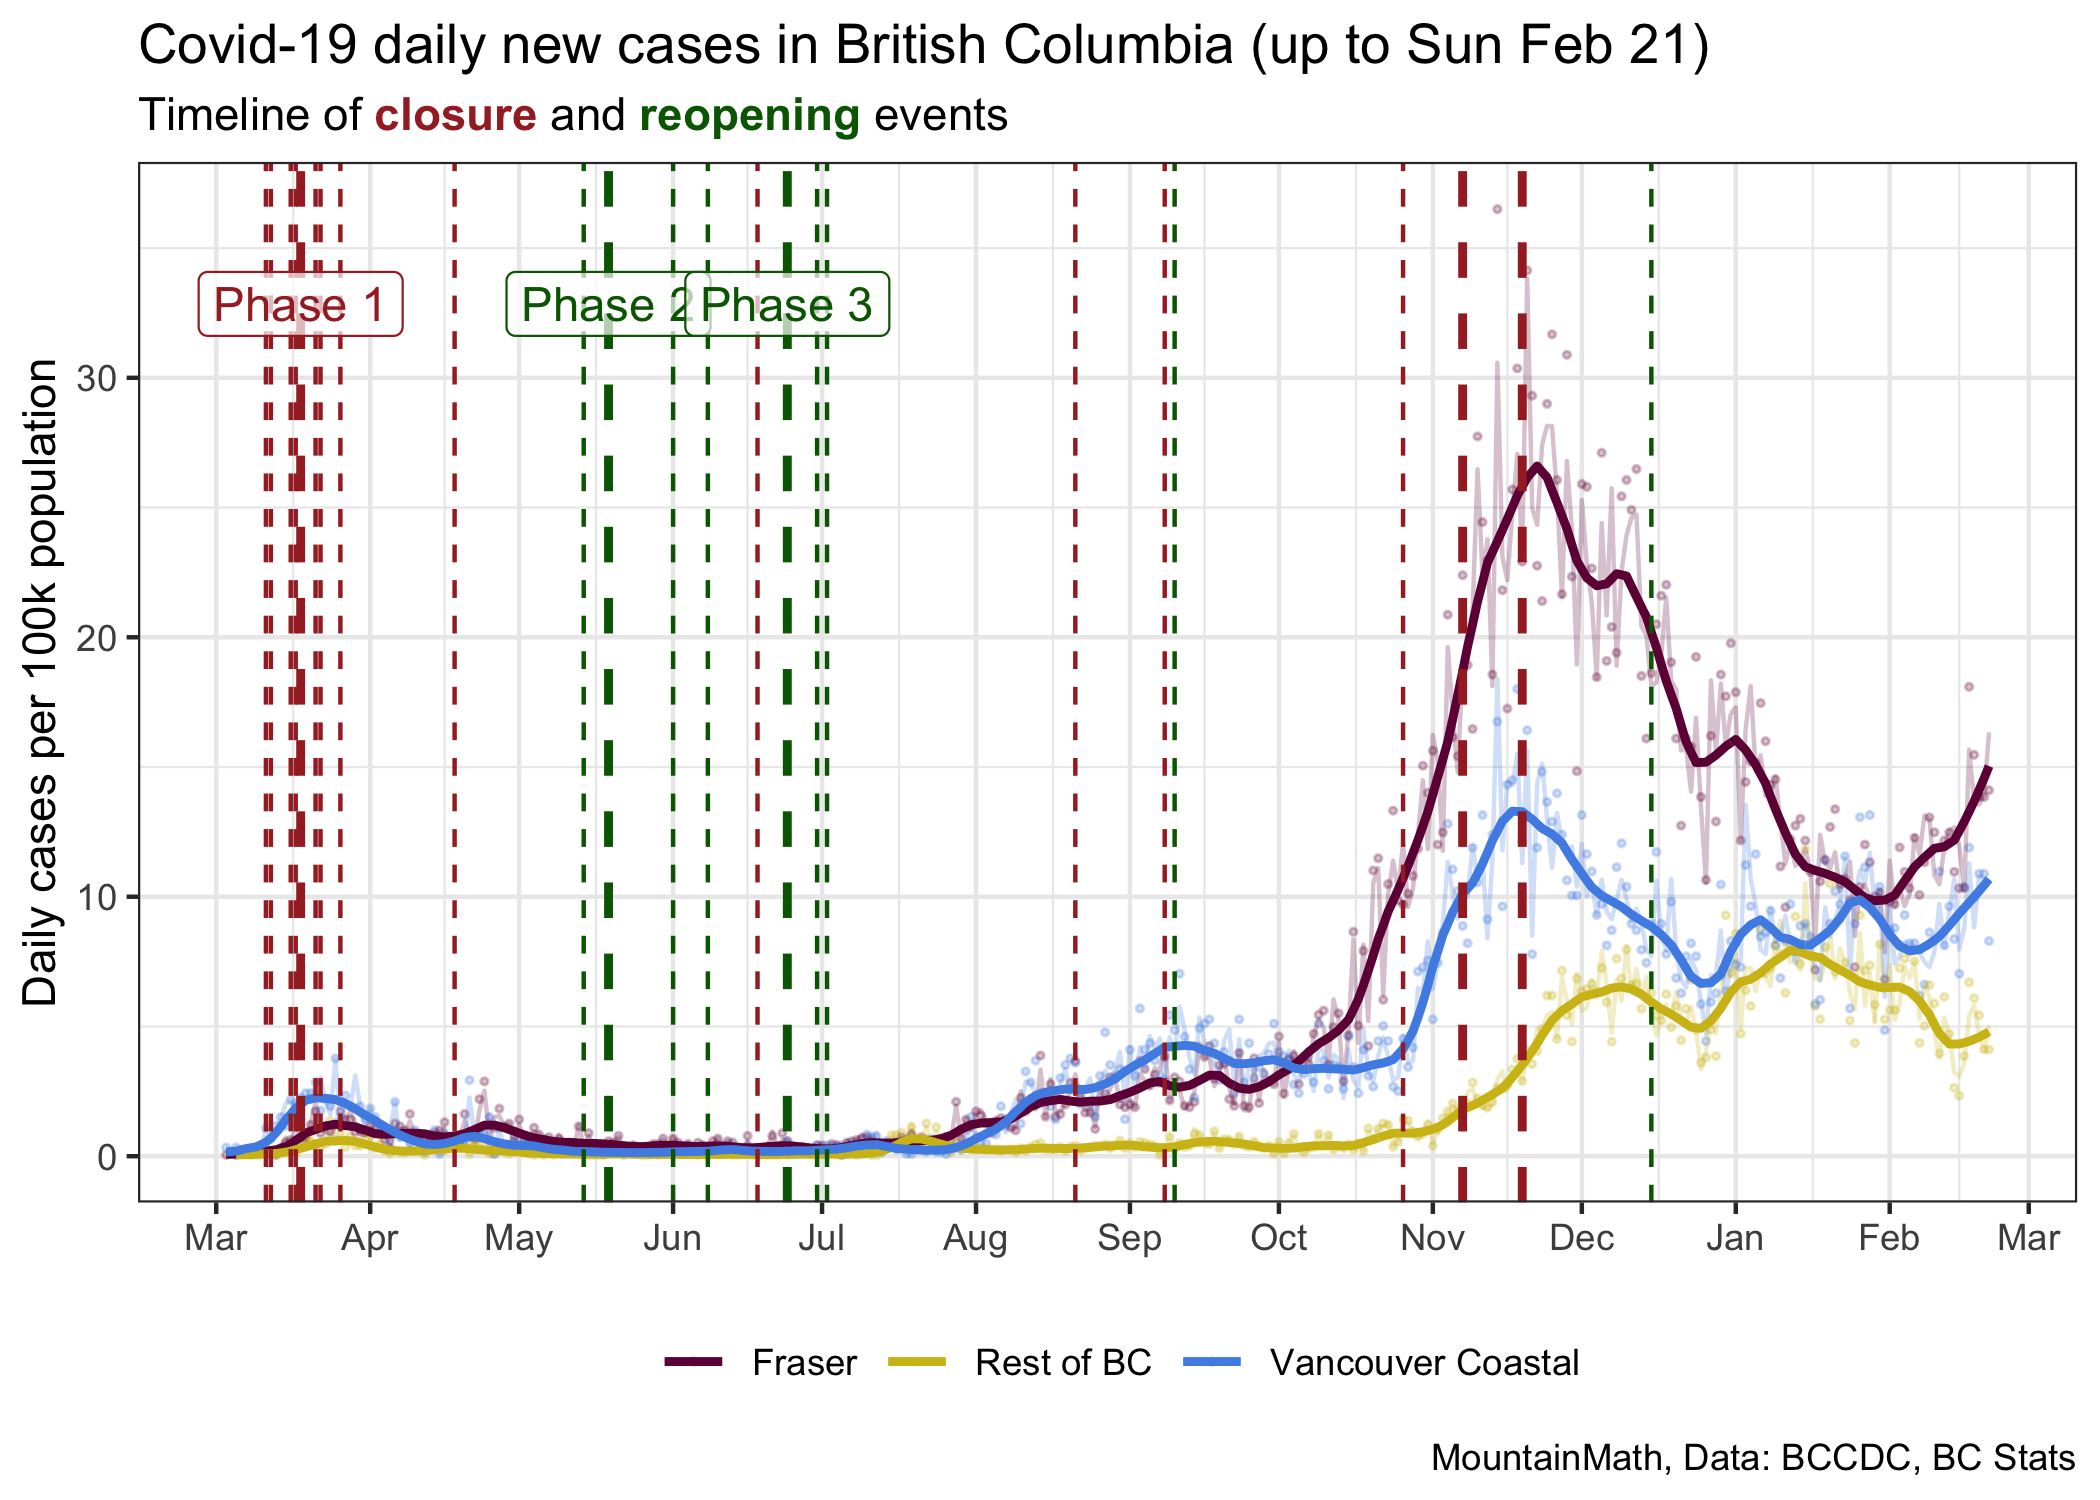 Covid-19 daily new cases in British Columbia (up to Sun Feb 21)
Timeline of closure and reopening events
Phase 1
Phase 2
Phase 3
Daily cases per 100k population
30
20
10
0
Mar Apr May Jun Jul Aug Sep Oct Nov Dec Jan Feb Mar
Fraser Rest of BC Vancouver Coastal
MountainMath, Data: BCCDC, BC Stats